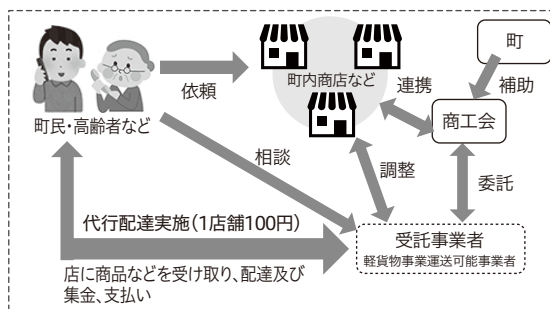 町
町内商店など
連携
補助
依頼
町民・高齢者など
商工会
相談
調整
委託
代行配達実施（1店舗100円）
受託事業者
軽貨物事業運送可能事業者
店に商品などを受け取り、配達及び
集金、支払い